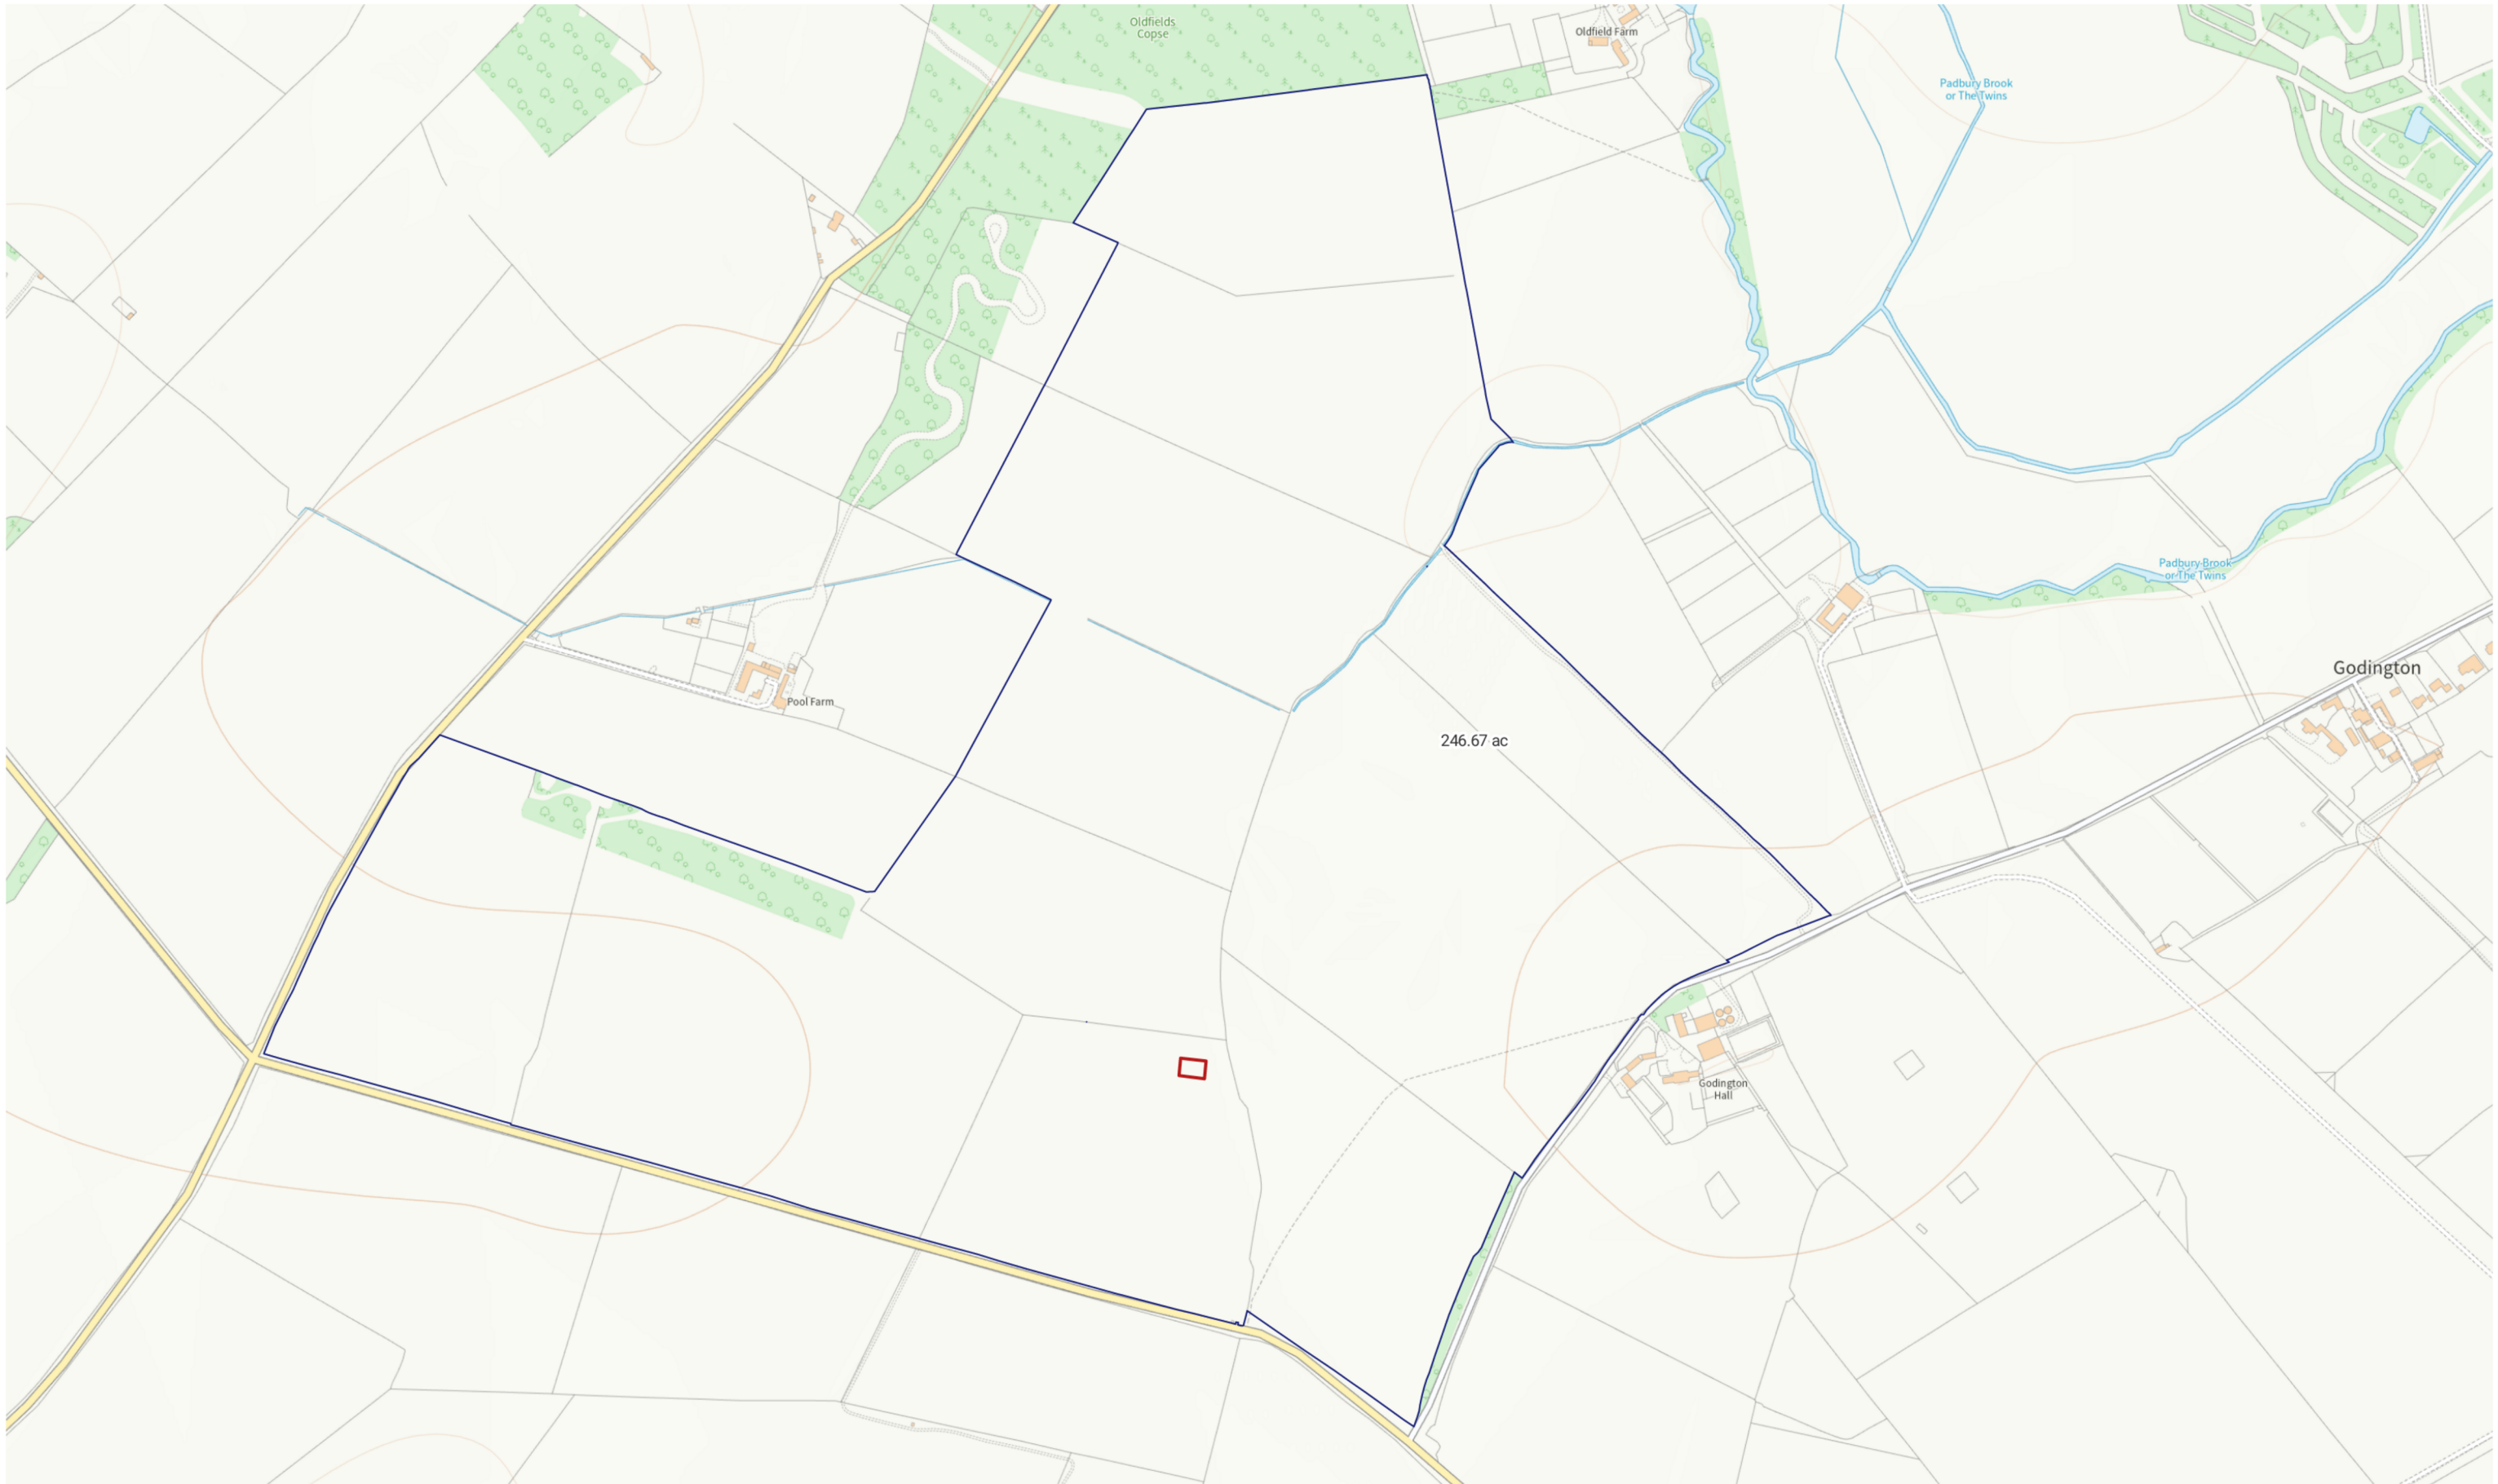 Oldfields
Copse
Oldfield Farm
Padbury Brook
or The Twins
Padbury Brook
or The Twins
Godington
Pool Farm
246.67 ac
Godington
Hall